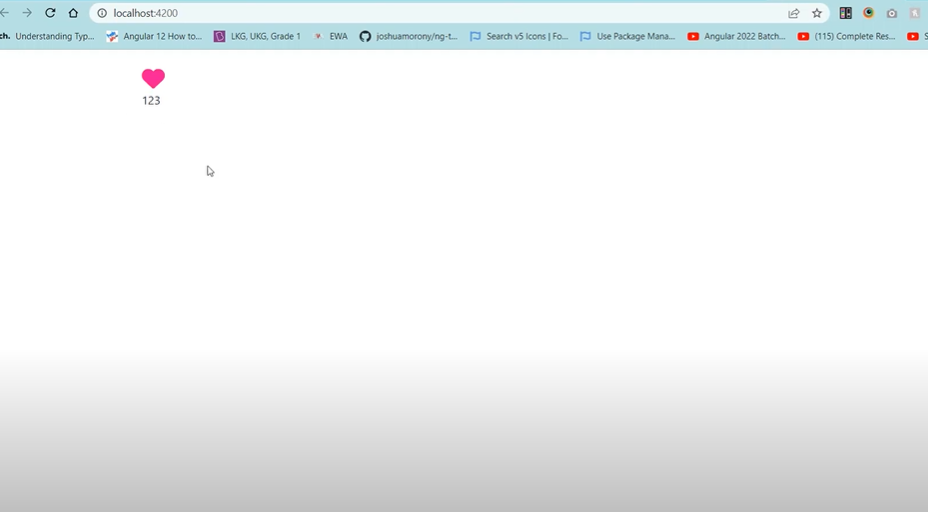 localhost:4200
ch. Understanding Typ... Angular 12 How to... LKG, UKG, Grade 1 EWA joshuamorony/ng-t... Search v5 Icons | Fo... Use Package Mana... Angular 2022 Batch... (115) Complete Res... S
123